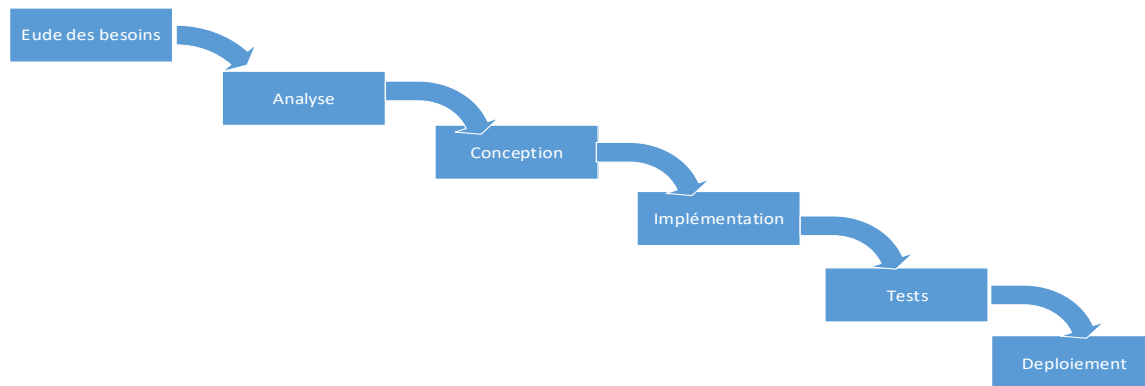 Eude des besoins
Analyse
Conception
Implémentation
Tests
Deploiement